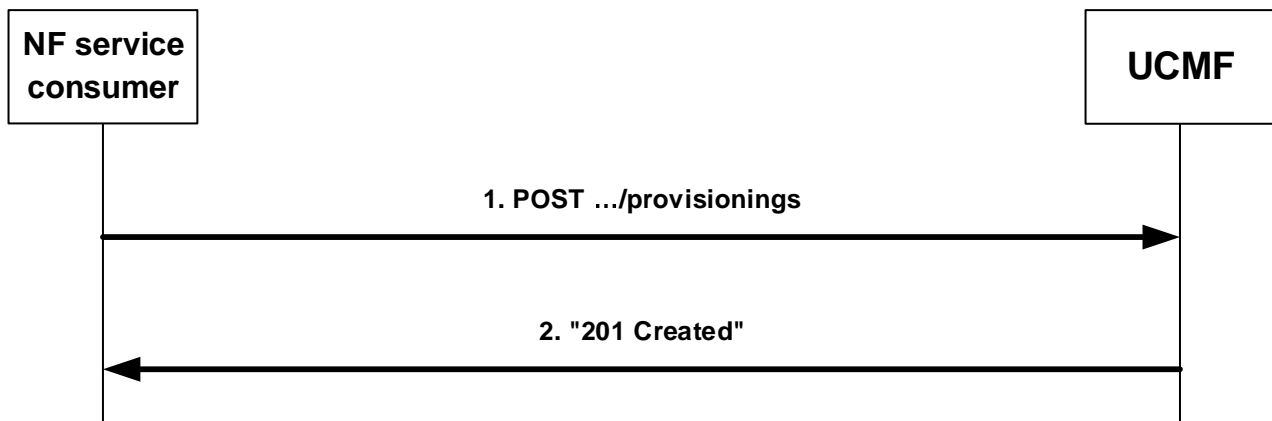 NF service
consumer
UCMF
1. POST …/provisionings
2. "201 Created"